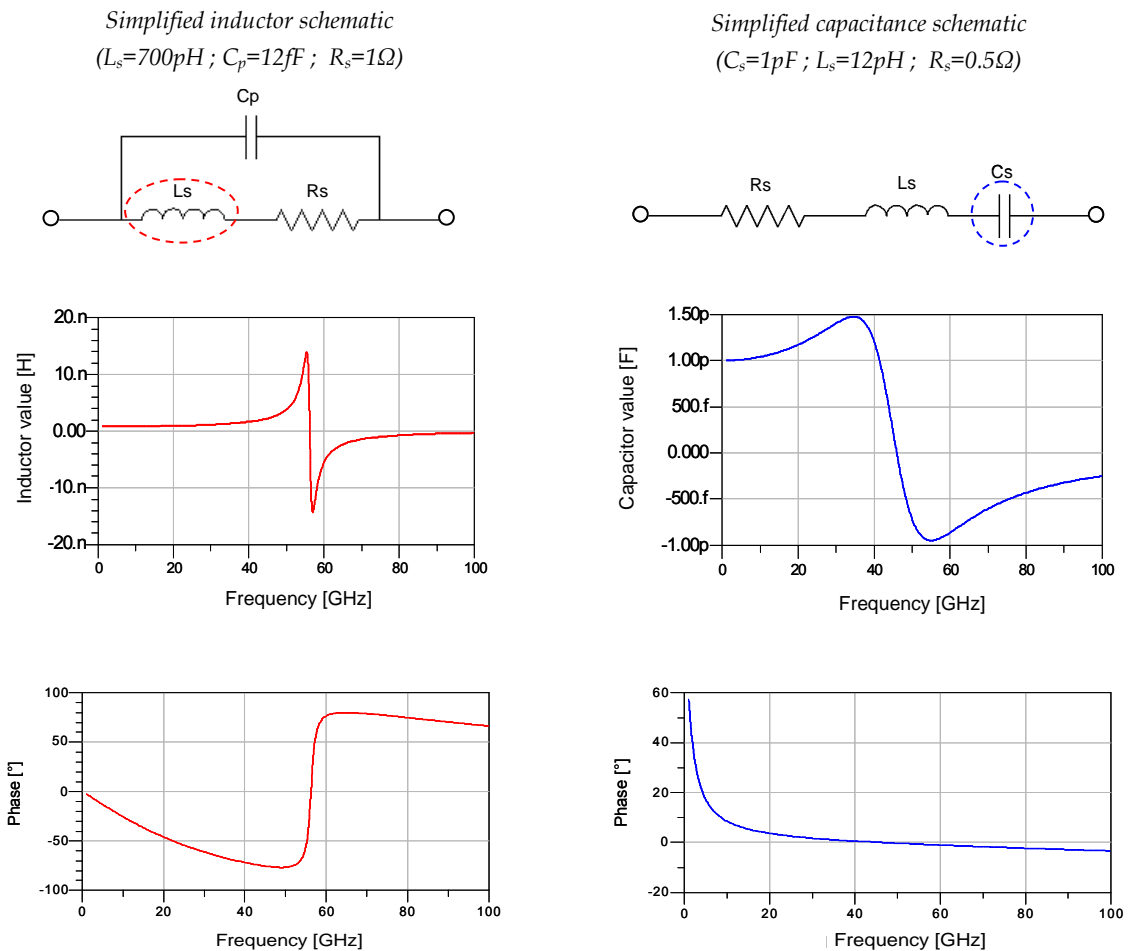 Simplified inductor schematic
(Ls=700pH ; Cp=12fF ; Rs=1Ω)
Cp
Ls
Rs
20.n
10.n
0.00
-10.n
-20.n
Inductor value [H]
0 20 40 60 80 100
Frequency [GHz]
100
50
0
-50
-100
Phase [°]
0 20 40 60 80 100
Frequency [GHz]
Simplified capacitance schematic
(Cs=1pF ; Ls=12pH ; Rs=0.5Ω)
Rs
Ls
Cs
1.50p
1.00p
500.f
0.000
-500.f
-1.00p
Capacitor value [F]
0 20 40 60 80 100
Frequency [GHz]
60
40
20
0
-20
Phase [°]
0 20 40 60 80 100
Frequency [GHz]